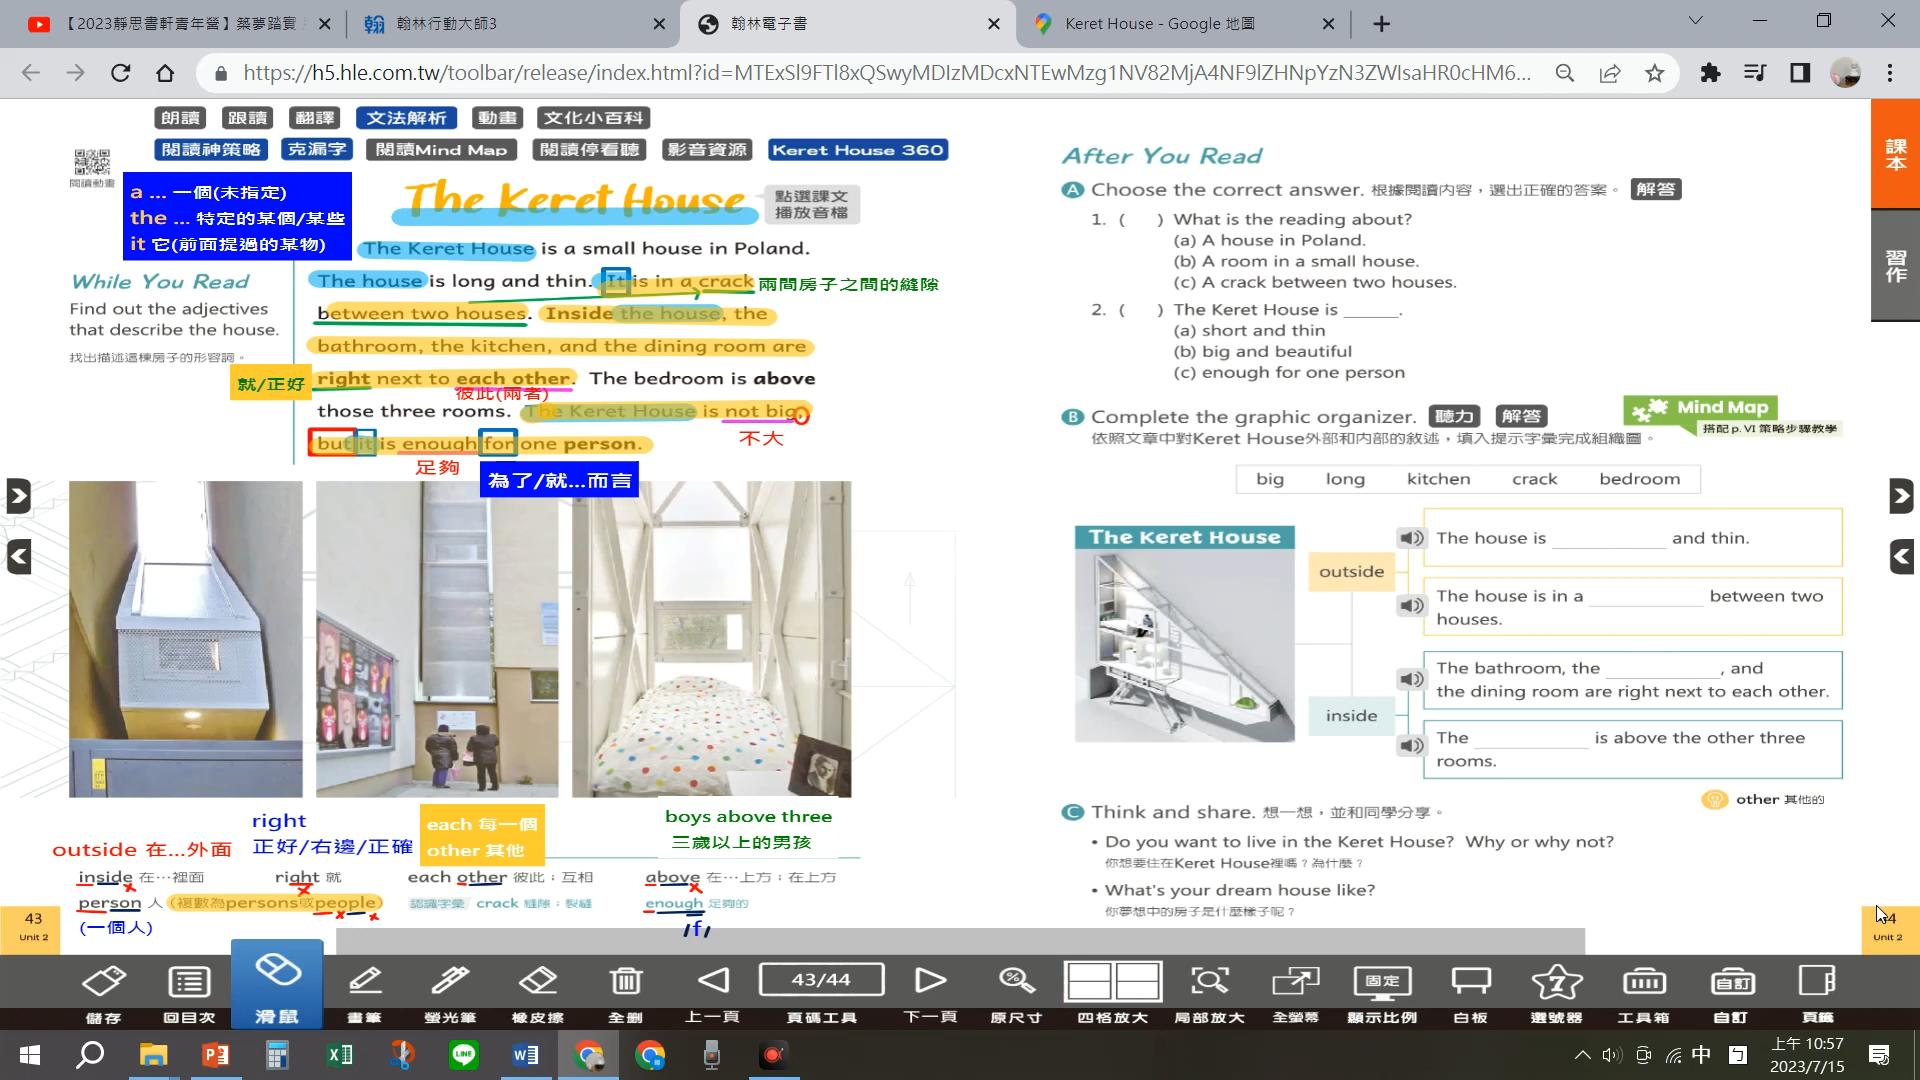 【2023靜思書軒青年營】築夢踏實
翰林行動大師3
翰林電子書
Keret House - Google 地圖
https://h5.hle.com.tw/toolbar/release/index.html?id=MTExSl9FTl8xQSwyMDIzMDcxNTEwMzg1NV82MjA4NF9lZHNpYzN3ZWIsaHR0cHM6...
朗讀 跟讀 翻譯 文法解析 動畫 文化小百科
閱讀神策略 克漏字 閱讀Mind Map 閱讀停看聽 影音資源 Keret House 360
閱讀動畫
a ... 一個(未指定)
the ... 特定的某個/某些
it 它(前面提過的某物)
The Keret House
點選課文
播放音檔
The Keret House is a small house in Poland.
The house is long and thin. It is in a crack 兩間房子之間的縫隙
between two houses. Inside the house, the
bathroom, the kitchen, and the dining room are
就/正好 right next to each other. The bedroom is above
彼此(兩者)
those three rooms. The Keret House is not big,
不大
but it is enough for one person.
足夠
為了/就...而言
While You Read
Find out the adjectives
that describe the house.
找出描述這棟房子的形容詞。
outside 在...外面
right
正好/右邊/正確
each 每一個
other 其他
boys above three
三歲以上的男孩
inside 在…裡面 right 就 each other 彼此；互相 above 在…上方；在上方
person 人 (複數為persons或people) 認識字彙 crack 縫隙；裂縫 enough 足夠的
(一個人)
/f/
43
Unit 2
After You Read
A Choose the correct answer. 根據閱讀內容，選出正確的答案。 解答
1. ( ) What is the reading about?
(a) A house in Poland.
(b) A room in a small house.
(c) A crack between two houses.
2. ( ) The Keret House is ______.
(a) short and thin
(b) big and beautiful
(c) enough for one person
B Complete the graphic organizer. 聽力 解答
依照文章中對Keret House外部和內部的敘述，填入提示字彙完成組織圖。
Mind Map
搭配 p. VI 策略步驟教學
big long kitchen crack bedroom
The Keret House
outside
The house is ____________ and thin.
The house is in a ____________ between two
houses.
inside
The bathroom, the ____________, and
the dining room are right next to each other.
The ____________ is above the other three
rooms.
other 其他的
C Think and share. 想一想，並和同學分享。
• Do you want to live in the Keret House? Why or why not?
你想要住在Keret House裡嗎？為什麼？
• What's your dream house like?
你夢想中的房子是什麼樣子呢？
Unit 2
課本
習作
43/44
固定
7
自訂
儲存 回目次 滑鼠 畫筆 螢光筆 橡皮擦 全刪 上一頁 頁碼工具 下一頁 原尺寸 四格放大 局部放大 全螢幕 顯示比例 白板 選號器 工具箱 自訂 頁籤
LINE
中
上午 10:57
2023/7/15